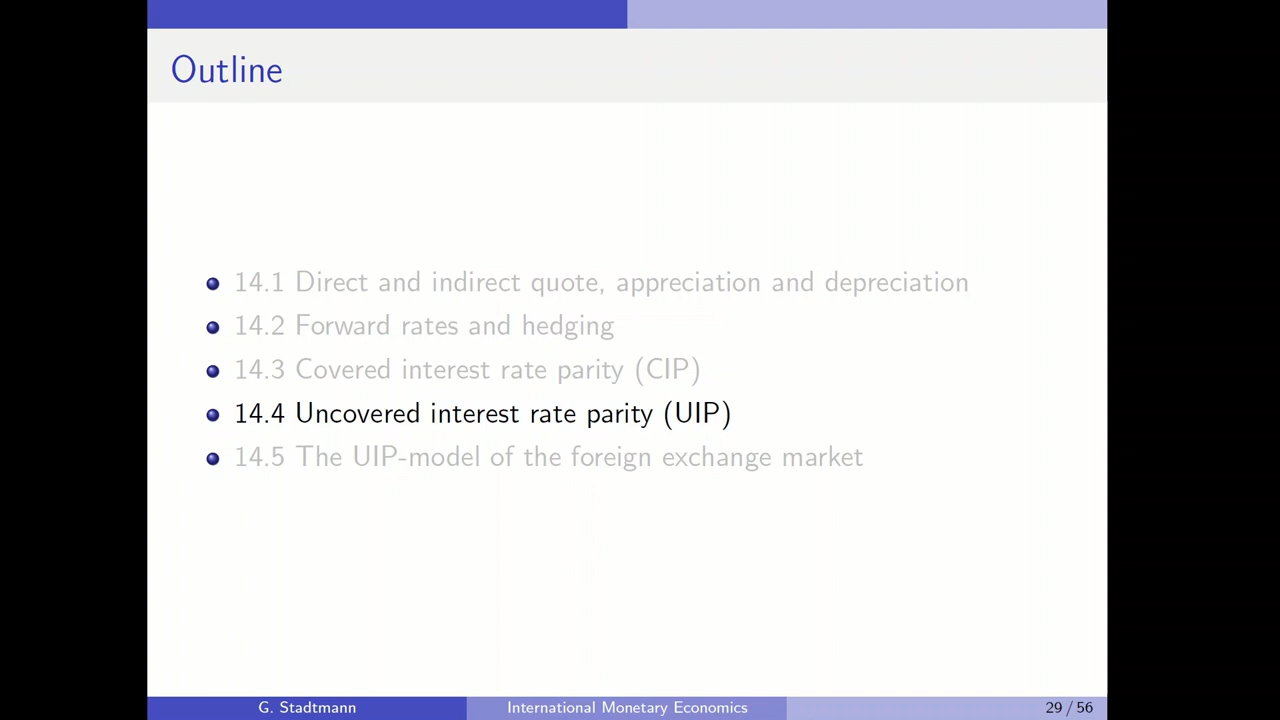 Outline
14.1 Direct and indirect quote, appreciation and depreciation
14.2 Forward rates and hedging
14.3 Covered interest rate parity (CIP)
14.4 Uncovered interest rate parity (UIP)
14.5 The UIP-model of the foreign exchange market
G. Stadtmann International Monetary Economics 29 / 56